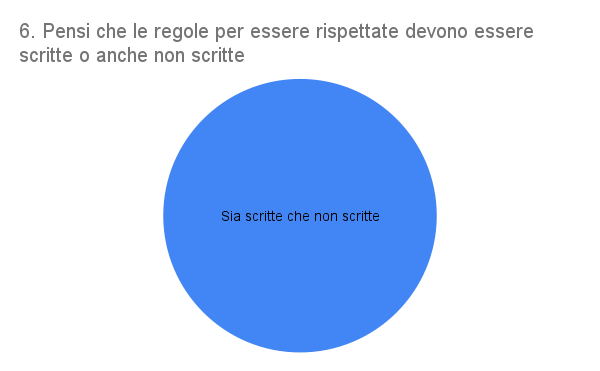 6. Pensi che le regole per essere rispettate devono essere
scritte o anche non scritte
Sia scritte che non scritte